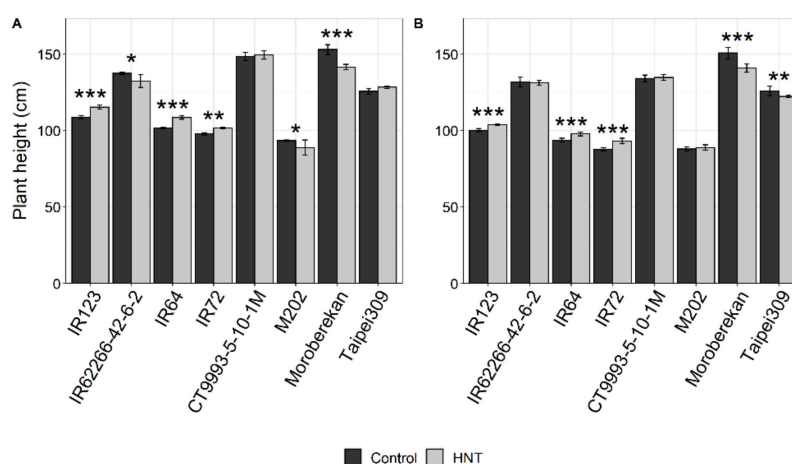 A
B
Plant height (cm)
150
100
50
0
***
*
***
**
*
***
IR123
IR62266-42-6-2
IR64
IR72
CT9993-5-10-1M
M202
Moroberekan
Taipei309
150
100
50
0
***
***
***
***
**
IR123
IR62266-42-6-2
IR64
IR72
CT9993-5-10-1M
M202
Moroberekan
Taipei309
Control HNT